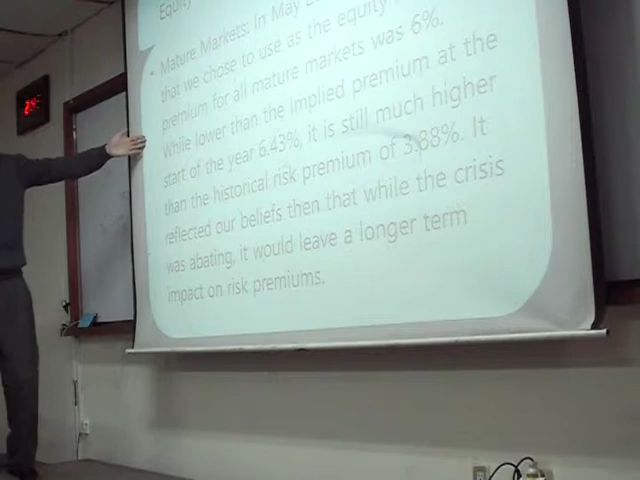 Equity
• Mature Markets: In May
that we chose to use as the equity
premium for all mature markets was 6%.
While lower than the implied premium at the
start of the year 6.43%, it is still much higher
than the historical risk premium of 3.88%. It
reflected our beliefs then that while the crisis
was abating, it would leave a longer term
impact on risk premiums.